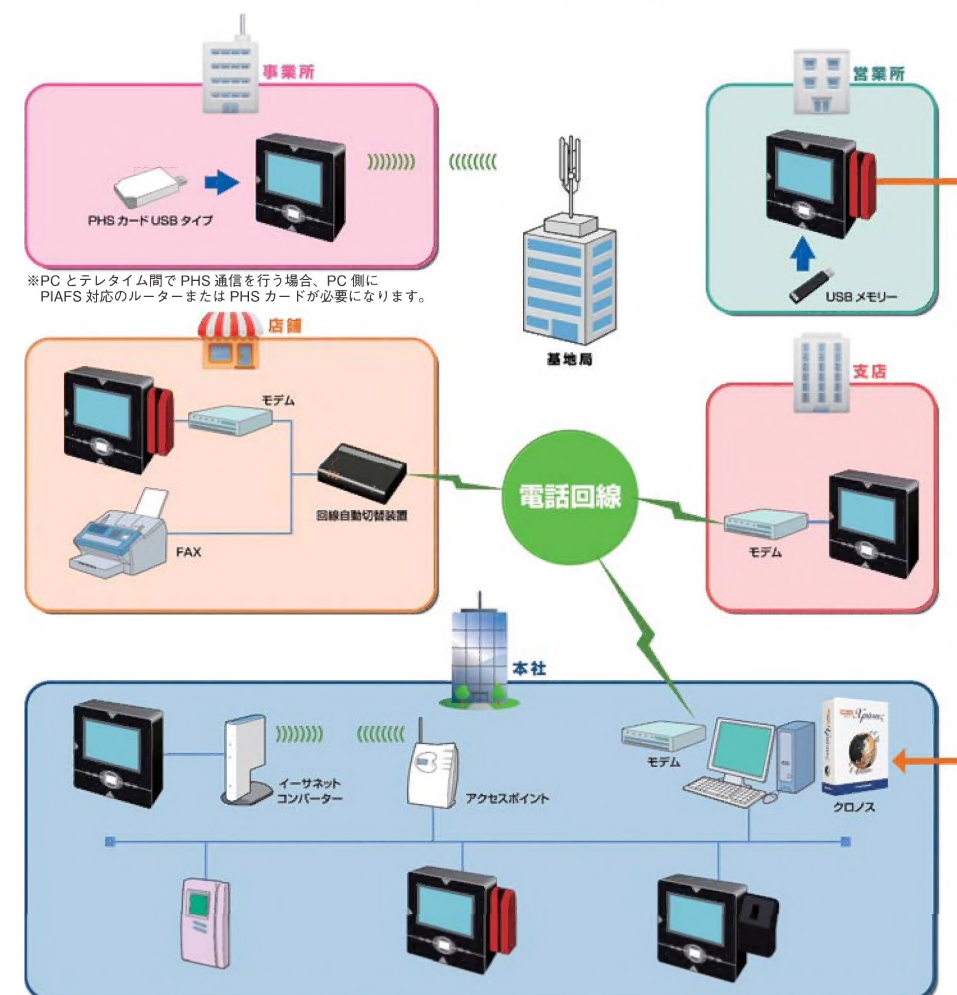 事業所
営業所
PHS カード USB タイプ
USB メモリー
※PC とテレタイム間で PHS 通信を行う場合、PC 側に
PIAFS 対応のルーターまたは PHS カードが必要になります。
基地局
店舗
支店
モデム
回線自動切替装置
FAX
電話回線
モデム
本社
イーサネット
コンバーター
アクセスポイント
モデム
クロノス